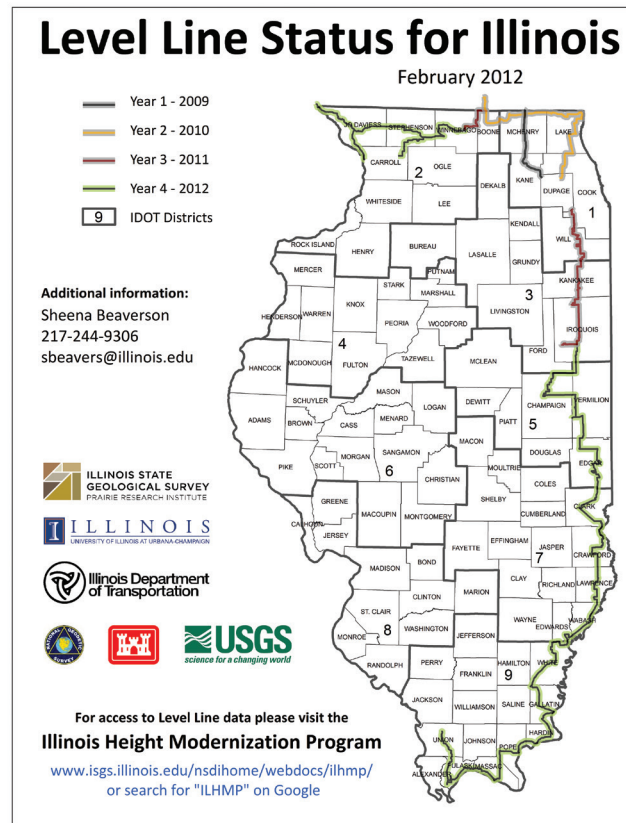 Level Line Status for Illinois
February 2012
Year 1 - 2009
Year 2 - 2010
Year 3 - 2011
Year 4 - 2012
9 IDOT Districts
Additional information:
Sheena Beaverson
217-244-9306
sbeavers@illinois.edu
JO DAVIESS
STEPHENSON
WINNEBAGO
BOONE
MCHENRY
LAKE
CARROLL
2
OGLE
DEKALB
KANE
DUPAGE
COOK
1
WHITESIDE
LEE
KENDALL
WILL
ROCK ISLAND
HENRY
BUREAU
LASALLE
GRUNDY
MERCER
PUTNAM
KANKAKEE
STARK
MARSHALL
3
KNOX
HENDERSON
WARREN
PEORIA
WOODFORD
LIVINGSTON
IROQUOIS
4
FORD
HANCOCK
MCDONOUGH
FULTON
TAZEWELL
MCLEAN
MASON
SCHUYLER
LOGAN
DEWITT
CHAMPAIGN
VERMILION
ADAMS
BROWN
CASS
MENARD
PIATT
5
MACON
PIKE
SCOTT
MORGAN
SANGAMON
6
DOUGLAS
EDGAR
CHRISTIAN
MOULTRIE
COLES
GREENE
SHELBY
CUMBERLAND
CLARK
CALHOUN
JERSEY
MACOUPIN
MONTGOMERY
FAYETTE
EFFINGHAM
JASPER
7
CRAWFORD
MADISON
BOND
CLAY
RICHLAND
LAWRENCE
CLINTON
MARION
ST. CLAIR
8
WASHINGTON
WAYNE
EDWARDS
WABASH
MONROE
JEFFERSON
RANDOLPH
PERRY
HAMILTON
WHITE
FRANKLIN
9
JACKSON
WILLIAMSON
SALINE
GALLATIN
UNION
JOHNSON
POPE
HARDIN
ALEXANDER
PULASKI
MASSAC
ILLINOIS STATE
GEOLOGICAL SURVEY
PRAIRIE RESEARCH INSTITUTE
I ILLINOIS
UNIVERSITY OF ILLINOIS AT URBANA-CHAMPAIGN
Illinois Department
of Transportation
NATIONAL GEODETIC SURVEY
USGS
science for a changing world
For access to Level Line data please visit the
Illinois Height Modernization Program
www.isgs.illinois.edu/nsdihome/webdocs/ilhmp/
or search for "ILHMP" on Google